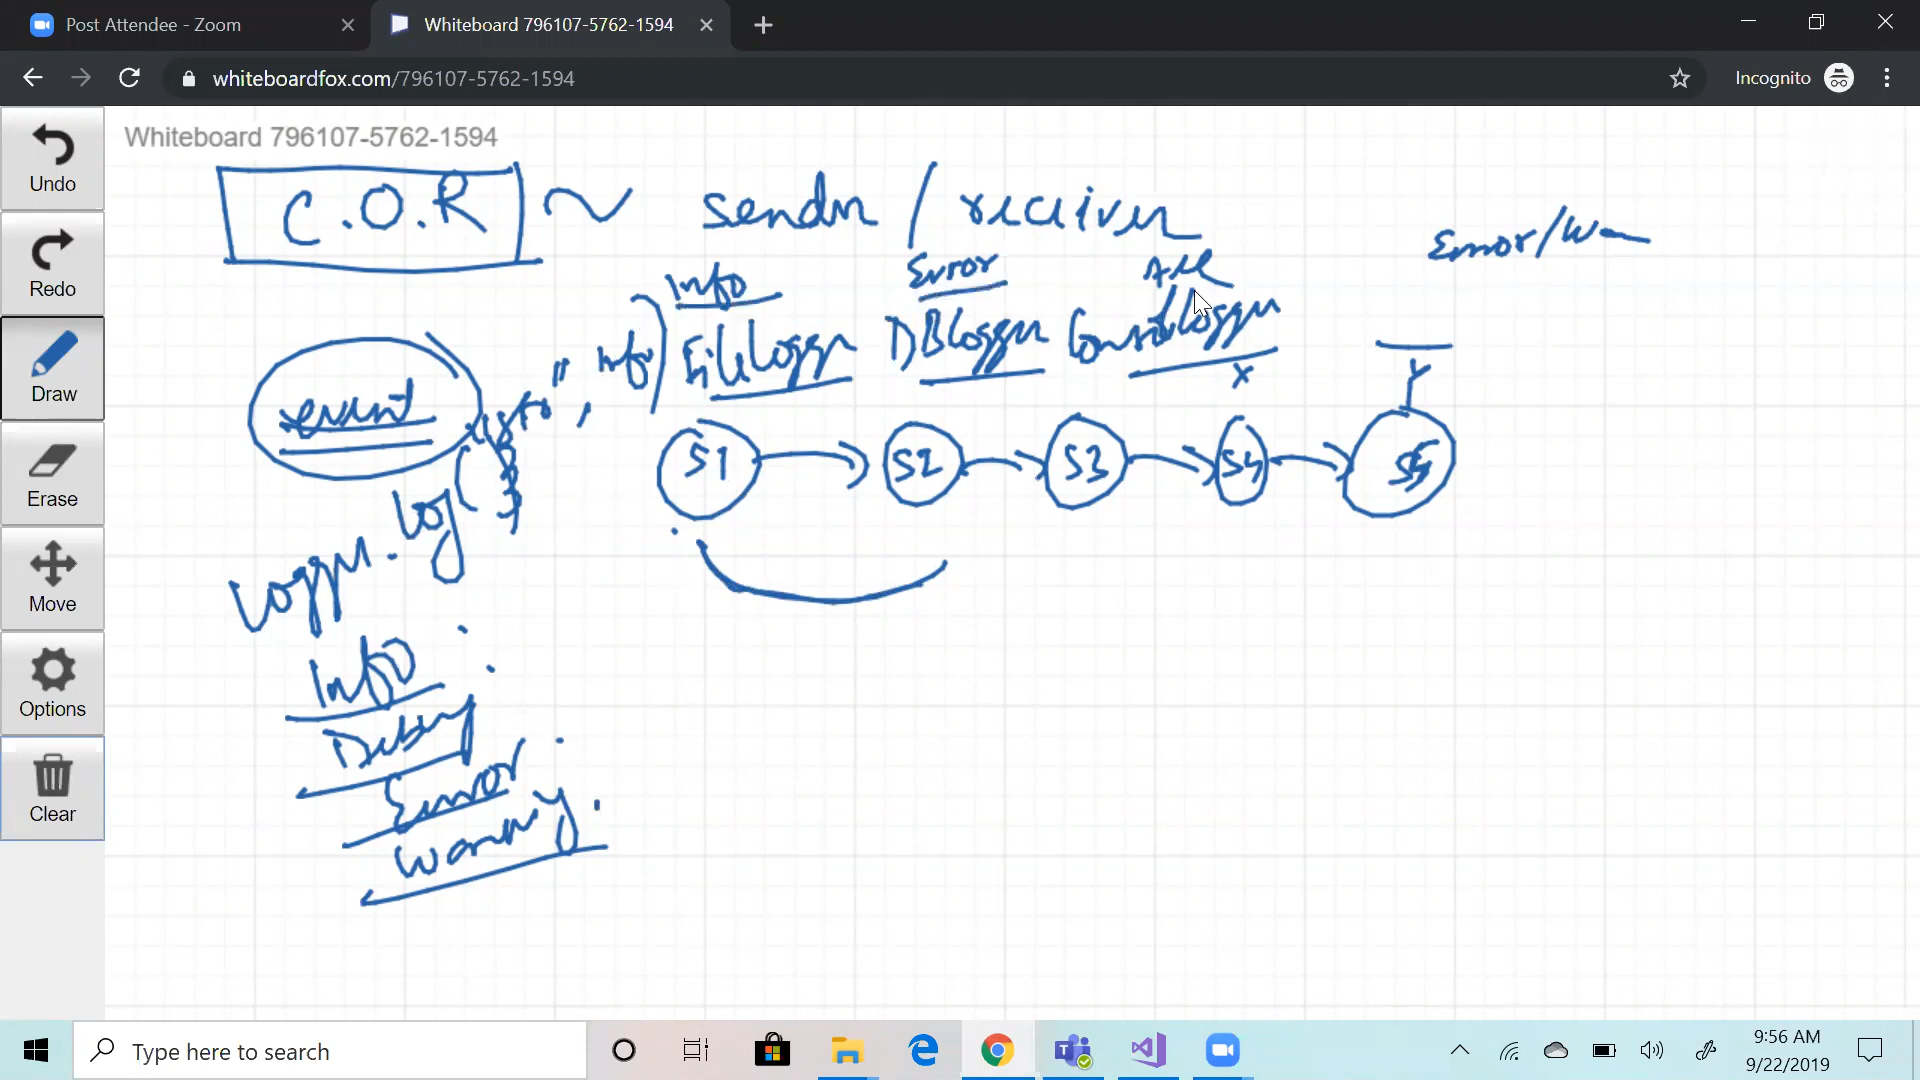 Post Attendee - Zoom
Whiteboard 796107-5762-1594
whiteboardfox.com/796107-5762-1594
Incognito
Undo
Redo
Draw
Erase
Move
Options
Clear
Whiteboard 796107-5762-1594
C.O.R ~ sender / receiver
Error/W
Info Error All
Info) FileLogger DBLogger ConsoleLogger
X Y
event
S1 S2 S3 S4 S5
Logger.log(
Info
Debug
Error
Warning
Type here to search
9:56 AM
9/22/2019